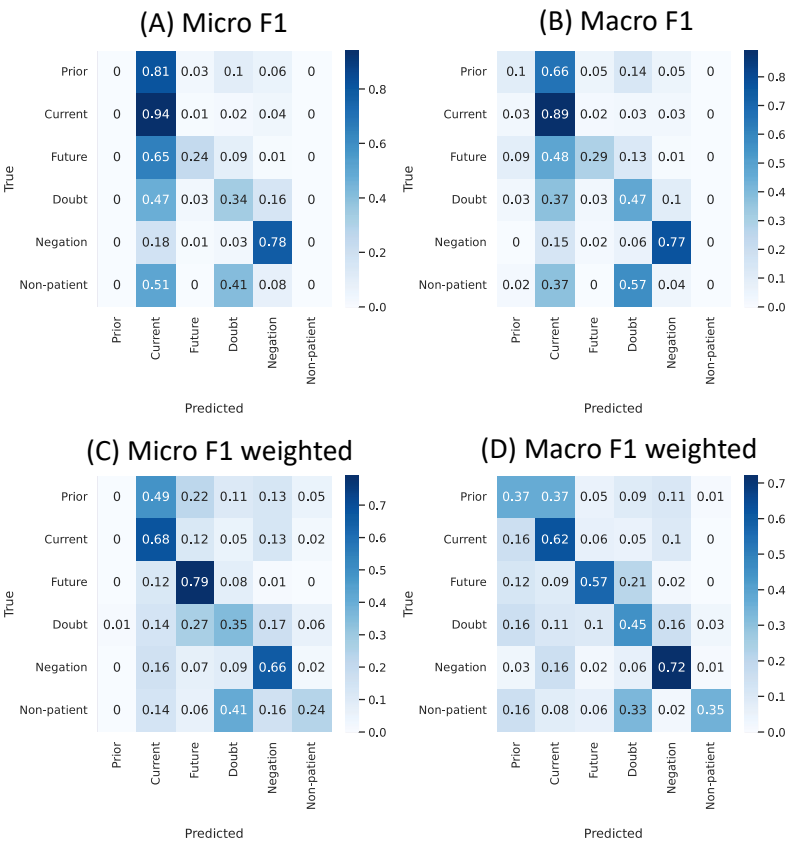 (A) Micro F1
Prior 0 0.81 0.03 0.1 0.06 0
Current 0 0.94 0.01 0.02 0.04 0
Future 0 0.65 0.24 0.09 0.01 0
Doubt 0 0.47 0.03 0.34 0.16 0
Negation 0 0.18 0.01 0.03 0.78 0
Non-patient 0 0.51 0 0.41 0.08 0
True
Prior Current Future Doubt Negation Non-patient
Predicted
0.8
0.6
0.4
0.2
0.0
(B) Macro F1
Prior 0.1 0.66 0.05 0.14 0.05 0
Current 0.03 0.89 0.02 0.03 0.03 0
Future 0.09 0.48 0.29 0.13 0.01 0
Doubt 0.03 0.37 0.03 0.47 0.1 0
Negation 0 0.15 0.02 0.06 0.77 0
Non-patient 0.02 0.37 0 0.57 0.04 0
True
Prior Current Future Doubt Negation Non-patient
Predicted
0.8
0.7
0.6
0.5
0.4
0.3
0.2
0.1
0.0
(C) Micro F1 weighted
Prior 0 0.49 0.22 0.11 0.13 0.05
Current 0 0.68 0.12 0.05 0.13 0.02
Future 0 0.12 0.79 0.08 0.01 0
Doubt 0.01 0.14 0.27 0.35 0.17 0.06
Negation 0 0.16 0.07 0.09 0.66 0.02
Non-patient 0 0.14 0.06 0.41 0.16 0.24
True
Prior Current Future Doubt Negation Non-patient
Predicted
0.7
0.6
0.5
0.4
0.3
0.2
0.1
0.0
(D) Macro F1 weighted
Prior 0.37 0.37 0.05 0.09 0.11 0.01
Current 0.16 0.62 0.06 0.05 0.1 0
Future 0.12 0.09 0.57 0.21 0.02 0
Doubt 0.16 0.11 0.1 0.45 0.16 0.03
Negation 0.03 0.16 0.02 0.06 0.72 0.01
Non-patient 0.16 0.08 0.06 0.33 0.02 0.35
True
Prior Current Future Doubt Negation Non-patient
Predicted
0.7
0.6
0.5
0.4
0.3
0.2
0.1
0.0